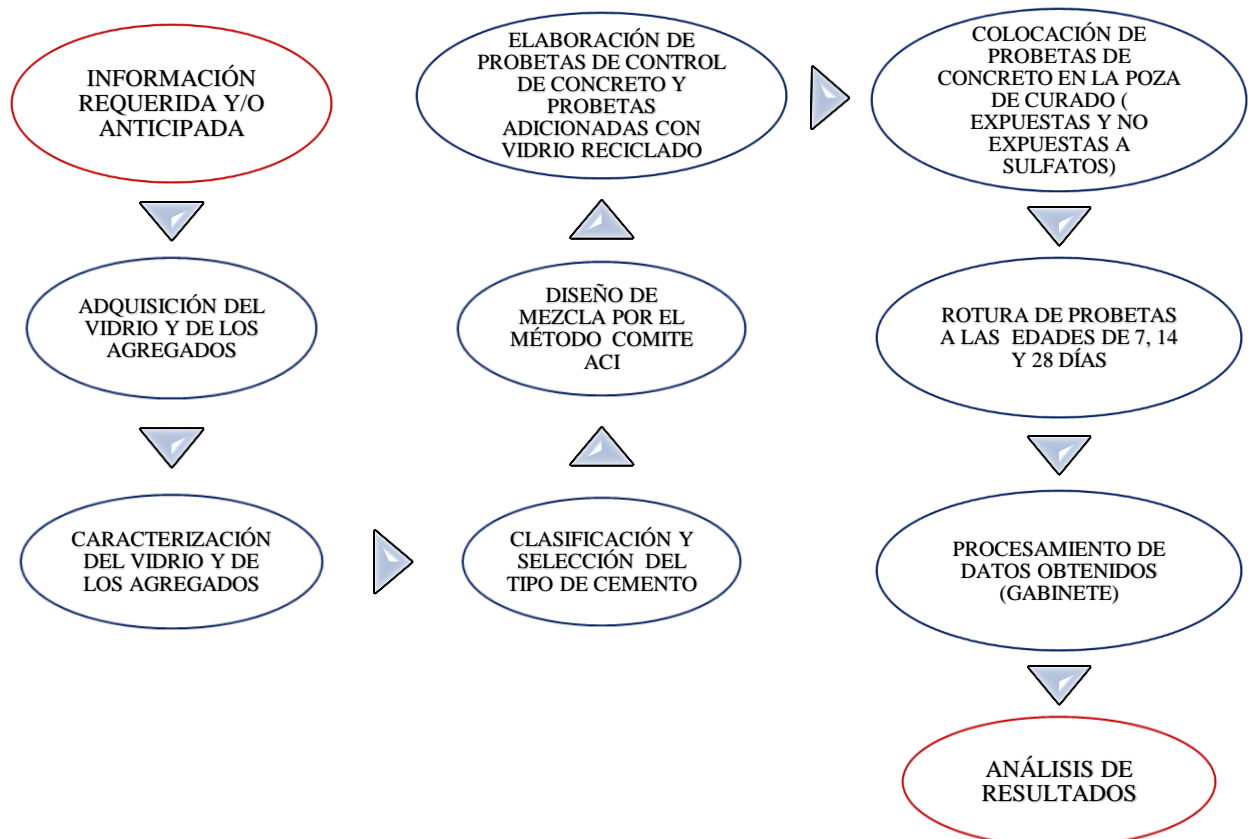 INFORMACIÓN
REQUERIDA Y/O
ANTICIPADA
ADQUISICIÓN DEL
VIDRIO Y DE LOS
AGREGADOS
CARACTERIZACIÓN
DEL VIDRIO Y DE
LOS AGREGADOS
CLASIFICACIÓN Y
SELECCIÓN DEL
TIPO DE CEMENTO
DISEÑO DE
MEZCLA POR EL
MÉTODO COMITE
ACI
ELABORACIÓN DE
PROBETAS DE CONTROL
DE CONCRETO Y
PROBETAS
ADICIONADAS CON
VIDRIO RECICLADO
COLOCACIÓN DE
PROBETAS DE
CONCRETO EN LA POZA
DE CURADO (
EXPUESTAS Y NO
EXPUESTAS A
SULFATOS)
ROTURA DE PROBETAS
A LAS EDADES DE 7, 14
Y 28 DÍAS
PROCESAMIENTO DE
DATOS OBTENIDOS
(GABINETE)
ANÁLISIS DE
RESULTADOS